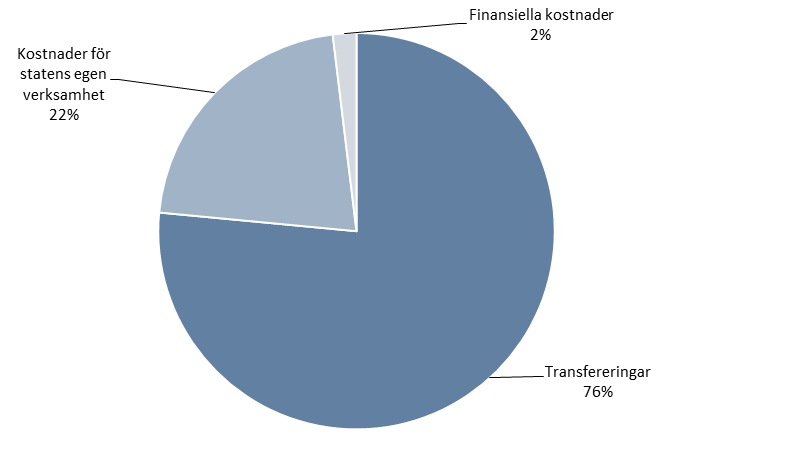 Finansiella kostnader
2%
Kostnader för
statens egen
verksamhet
22%
Transfereringar
76%